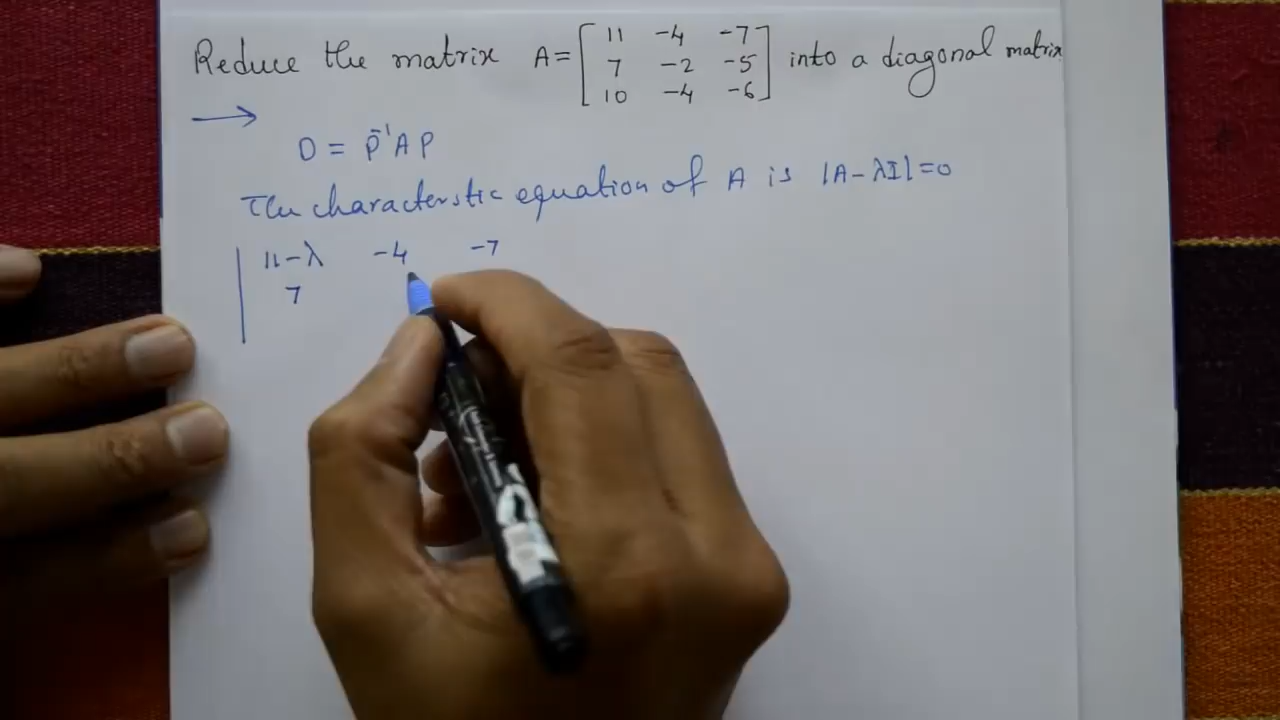 Reduce the matrix A = [ 11 -4 -7
7 -2 -5
10 -4 -6 ] into a diagonal matrix
→
D = P⁻¹ A P
The characterstic equation of A is |A - λI| = 0
| 11-λ -4 -7
7